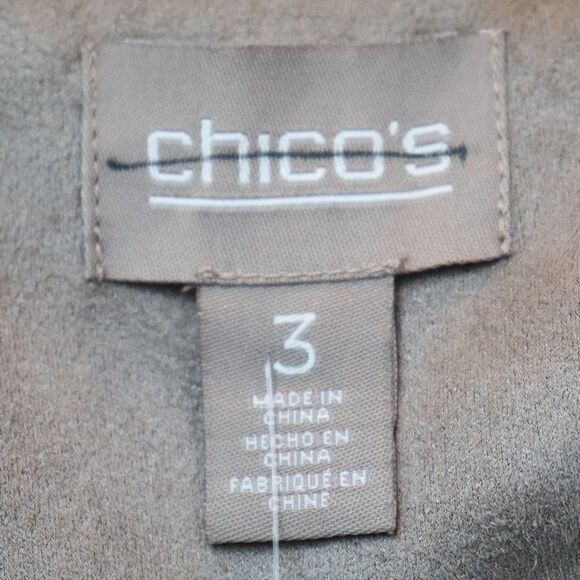 chico's
3
MADE IN
CHINA
HECHO EN
CHINA
FABRIQUÉ EN
CHINE